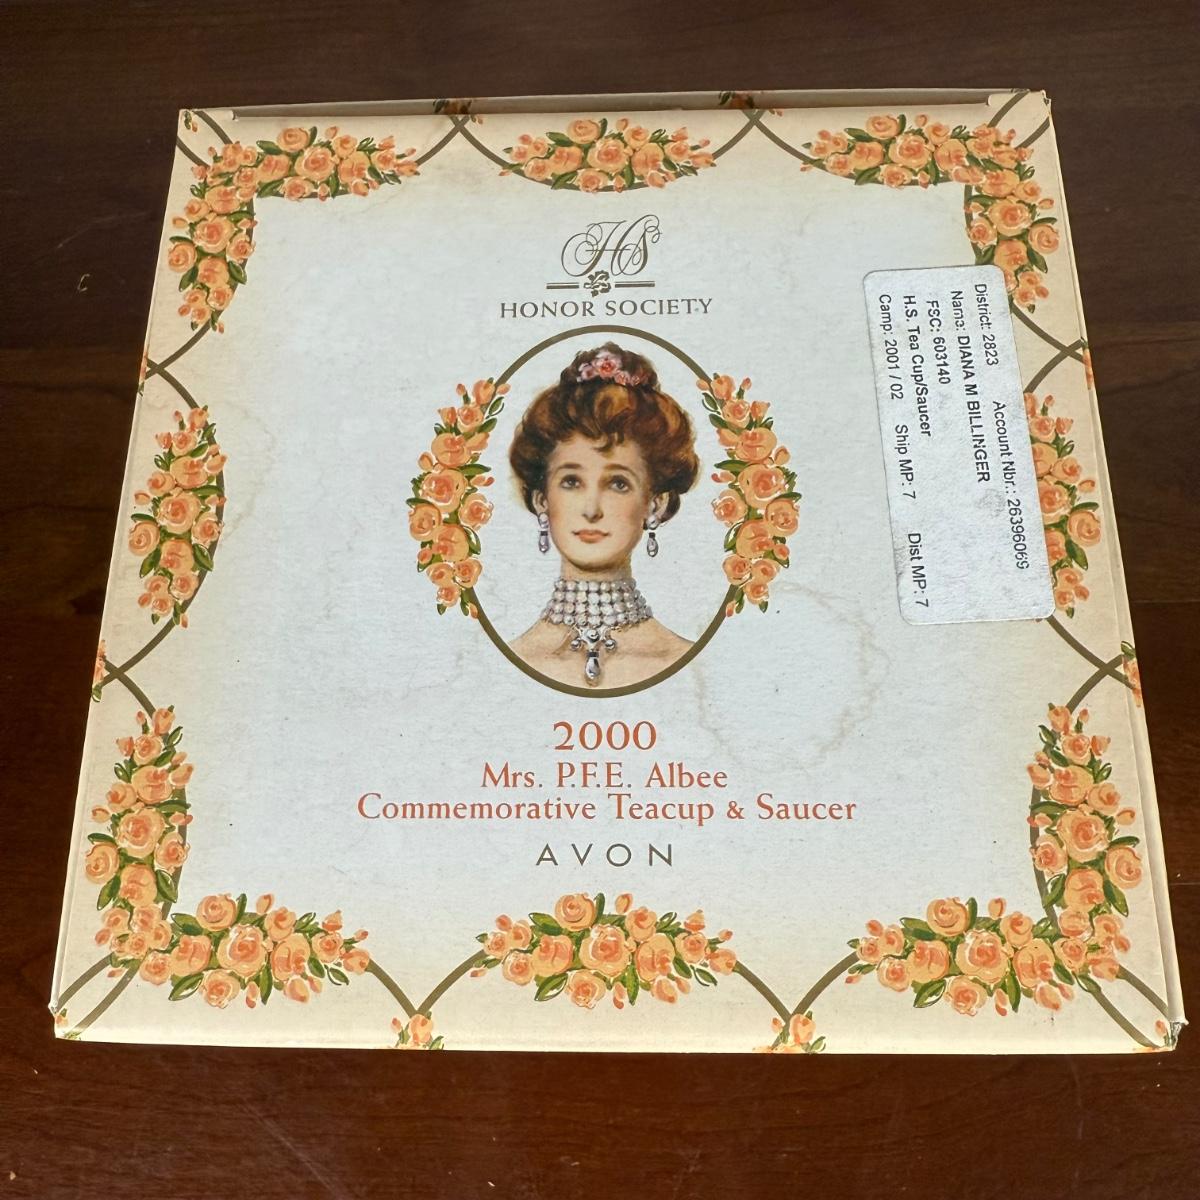 HS
HONOR SOCIETY
2000
Mrs. P.F.E. Albee
Commemorative Teacup & Saucer
AVON
District: 2823 Account Nbr.: 26396069
Name: DIANA M BILLINGER
FSC: 603140
H.S. Tea Cup/Saucer
Camp: 2001 / 02 Ship MP: 7 Dist MP: 7